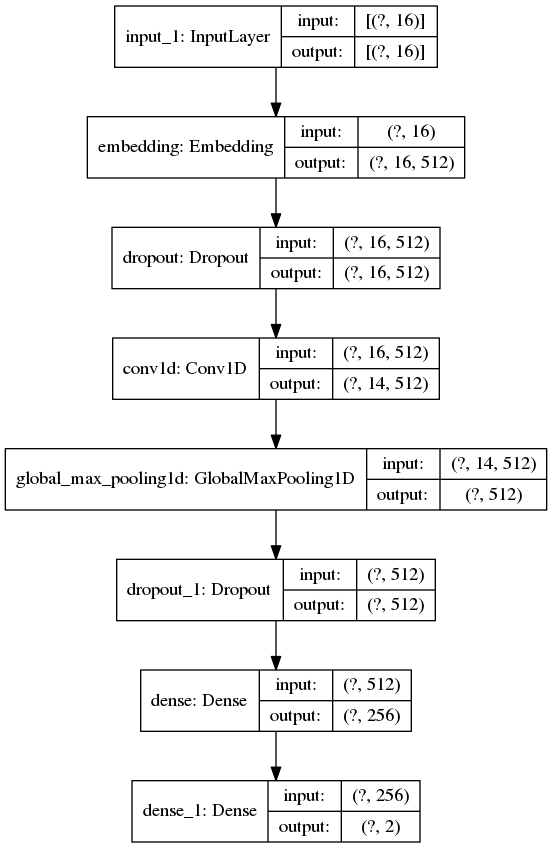 input_1: InputLayer
input: [(?, 16)]
output: [(?, 16)]
embedding: Embedding
input: (?, 16)
output: (?, 16, 512)
dropout: Dropout
input: (?, 16, 512)
output: (?, 16, 512)
conv1d: Conv1D
input: (?, 16, 512)
output: (?, 14, 512)
global_max_pooling1d: GlobalMaxPooling1D
input: (?, 14, 512)
output: (?, 512)
dropout_1: Dropout
input: (?, 512)
output: (?, 512)
dense: Dense
input: (?, 512)
output: (?, 256)
dense_1: Dense
input: (?, 256)
output: (?, 2)